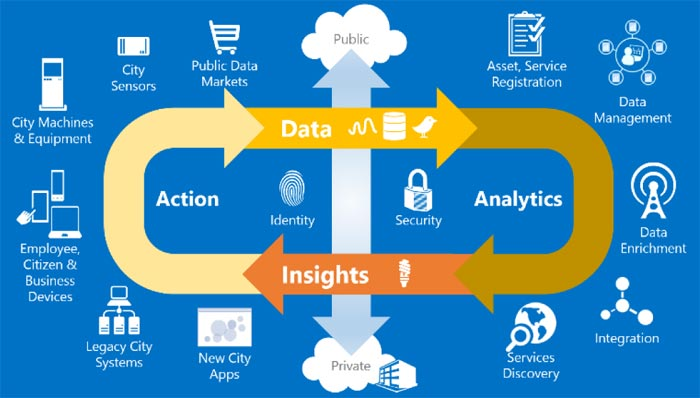 Public
City
Sensors
Public Data
Markets
Asset, Service
Registration
City Machines
& Equipment
Data
Management
Data
Action
Identity
Security
Analytics
Employee,
Citizen &
Business
Devices
Data
Enrichment
Insights
Legacy City
Systems
New City
Apps
Private
Services
Discovery
Integration